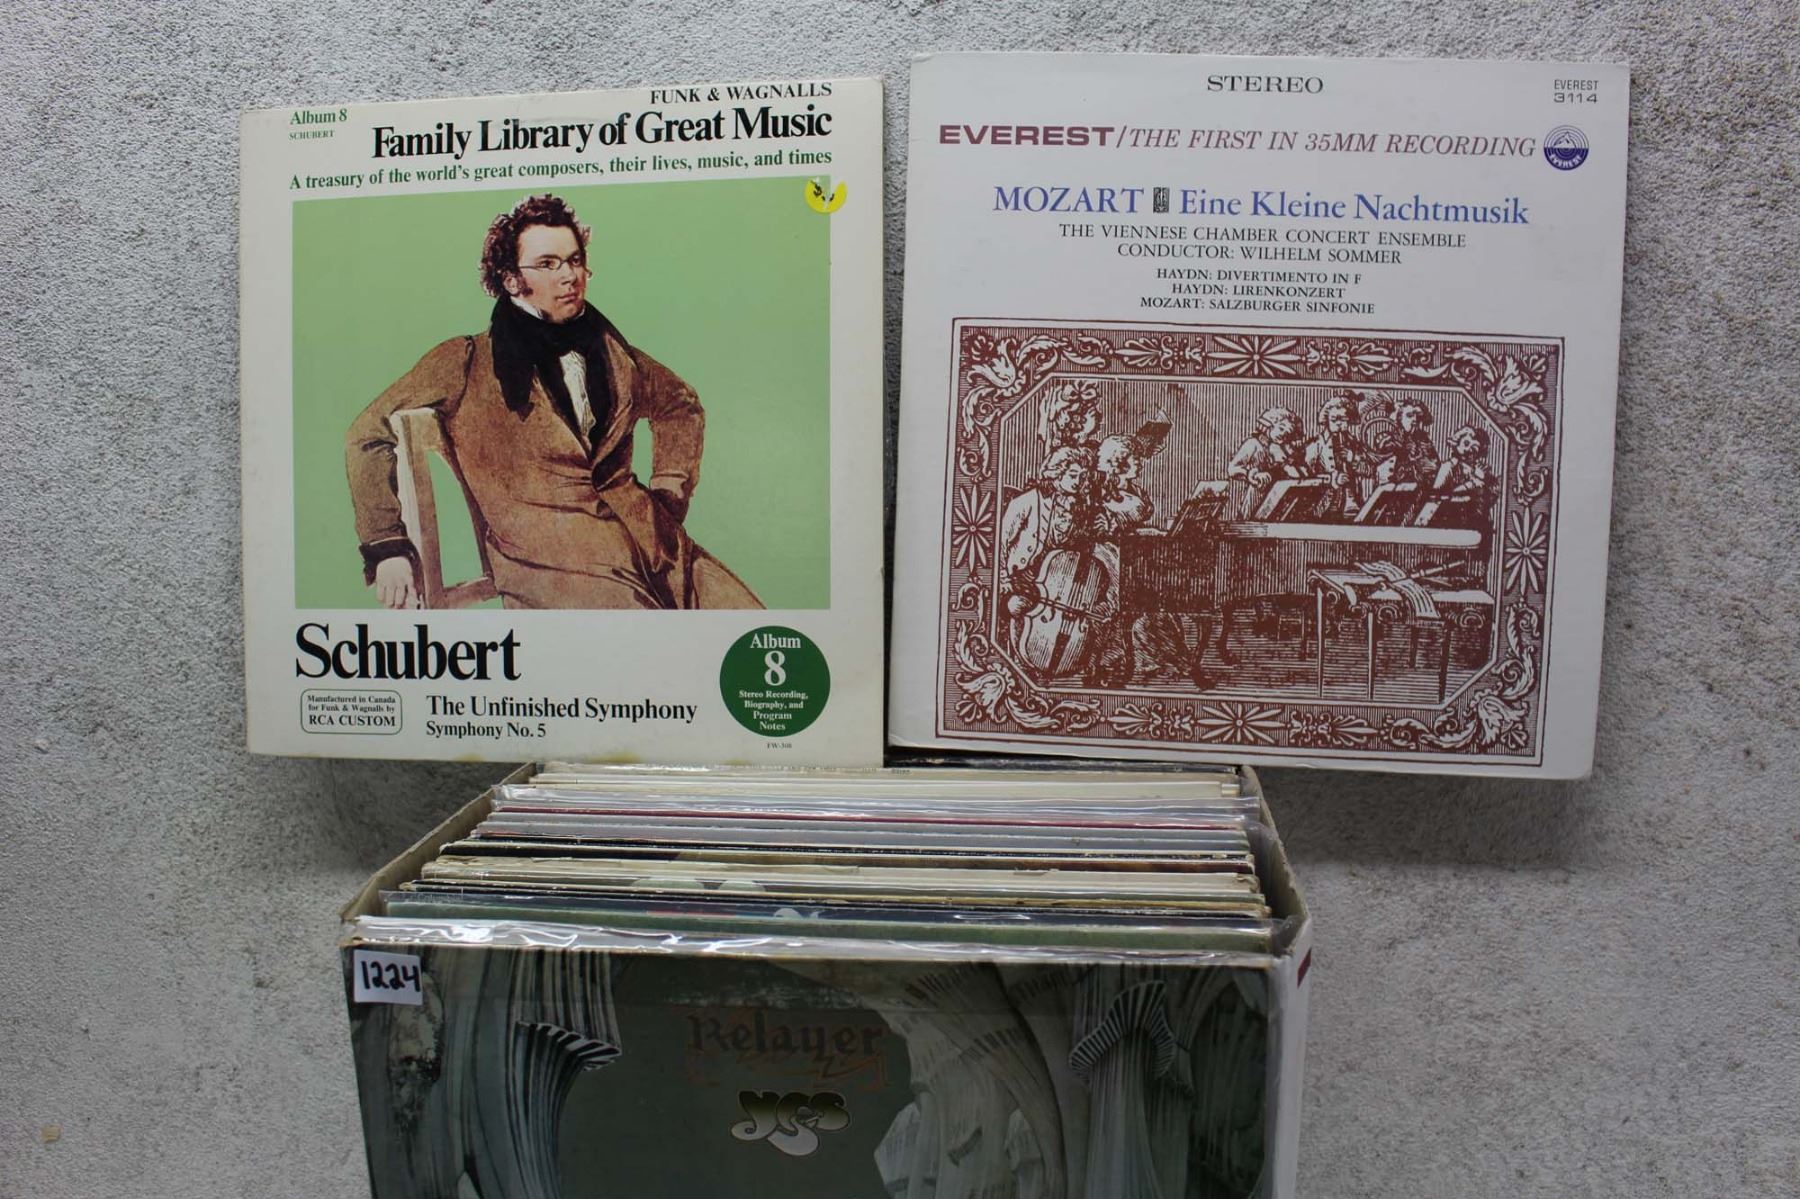 Album 8
SCHUBERT
FUNK & WAGNALLS
Family Library of Great Music
A treasury of the world's great composers, their lives, music, and times
Schubert
Manufactured in Canada
for Funk & Wagnalls by
RCA CUSTOM
The Unfinished Symphony
Symphony No. 5
Album
8
Stereo Recording,
Biography, and
Program
Notes
FW-308
STEREO
EVEREST
3114
EVEREST/THE FIRST IN 35MM RECORDING
EVEREST
MOZART Eine Kleine Nachtmusik
THE VIENNESE CHAMBER CONCERT ENSEMBLE
CONDUCTOR: WILHELM SOMMER
HAYDN: DIVERTIMENTO IN F
HAYDN: LIRENKONZERT
MOZART: SALZBURGER SINFONIE
1224
Relayer
yes